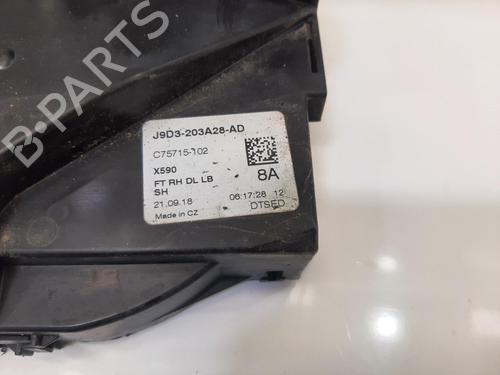 J9D3-203A28-AD
C75715-102
X590
FT RH DL LB
SH
8A
21.09.18 06:17:28 12
Made in CZ DTSED
B-PARTS